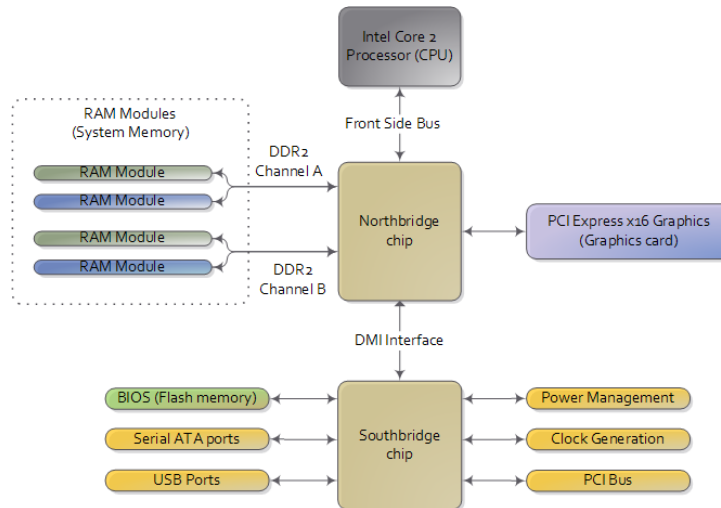 Intel Core 2
Processor (CPU)
Front Side Bus
RAM Modules
(System Memory)
RAM Module
RAM Module
RAM Module
RAM Module
DDR2
Channel A
DDR2
Channel B
Northbridge
chip
PCI Express x16 Graphics
(Graphics card)
DMI Interface
BIOS (Flash memory)
Serial ATA ports
USB Ports
Southbridge
chip
Power Management
Clock Generation
PCI Bus